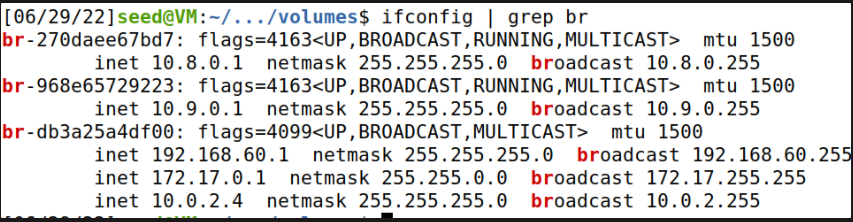 [06/29/22]seed@VM:~/.../volumes$ ifconfig | grep br
br-270daee67bd7: flags=4163<UP,BROADCAST,RUNNING,MULTICAST>  mtu 1500
        inet 10.8.0.1  netmask 255.255.255.0  broadcast 10.8.0.255
br-968e65729223: flags=4163<UP,BROADCAST,RUNNING,MULTICAST>  mtu 1500
        inet 10.9.0.1  netmask 255.255.255.0  broadcast 10.9.0.255
br-db3a25a4df00: flags=4099<UP,BROADCAST,MULTICAST>  mtu 1500
        inet 192.168.60.1  netmask 255.255.255.0  broadcast 192.168.60.255
        inet 172.17.0.1  netmask 255.255.0.0  broadcast 172.17.255.255
        inet 10.0.2.4  netmask 255.255.255.0  broadcast 10.0.2.255